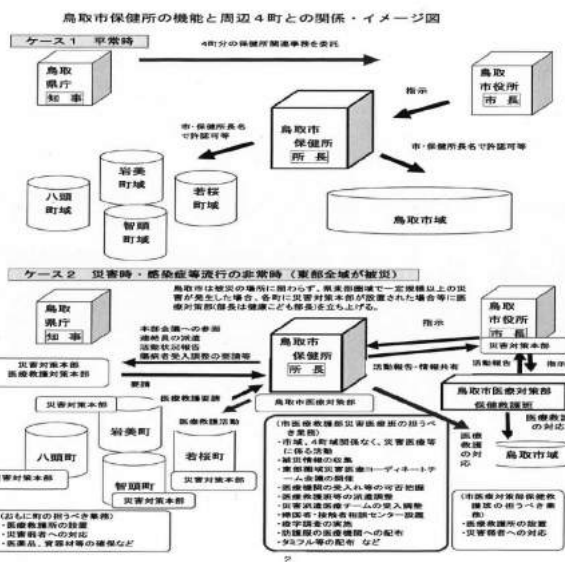 鳥取市保健所の機能と周辺４町との関係・イメージ図
ケース１　平常時
4町分の保健所関連事務を委託
鳥取
県庁
知　事
鳥取
市役所
市　長
指示
鳥取市
保健所
所　長
市・保健所長名
で許認可等
市・保健所長名で許認可等
岩美
町域
八頭
町域
若桜
町域
智頭
町域
鳥取市域
ケース２　災害時・感染症等流行の非常時（東部全域が被災）
鳥取市は被災の場所に関わらず、県東部圏域で一定規模以上の災
害が発生した場合、各町に災害対策本部が設置された場合等に医
療対策部(部長は健康こども部長)を立ち上げる。
鳥取
県庁
知　事
災害対策本部
医療救護対策本部
本部会議への参画
連絡員の派遣
活動状況報告
傷病者受入調整の要請等
要請
鳥取市
保健所
所　長
鳥取市医療対策部
指示
活動報告・情報共有
鳥取
市役所
市　長
災害対策本部
活動報告
指示
鳥取市医療対策部
保健救護班
医療救護
の対応
医療
救護
の対
応
鳥取市域
災害対策本部
医療救護要請
医療救護活動
岩美町
八頭町
若桜町
智頭町
災害対策本部
災害対策本部
災害対策本部
(おもに町の担うべき業務)
・医療救護所の設置
・災害弱者への対応
・医薬品、資器材等の確保など
(市医療救護部災害医療班の担うべ
き業務)
・市域、4町域関係なく、災害医療等
に係る活動
・被災情報の収集
・東部圏域災害医療コーディネートチ
ーム会議の開催
・医療機関の受入れ等の可否把握
・医療救護班等の派遣調整
・災害派遣医療チームの受入調整
・帰国者・接触者相談センター設置
・疫学調査の実施
・防護服の医療機関への配布
・タミフル等の配布　など
(市医療対策部保健救
護班の担うべき業
務)
・医療救護所の設置
・災害弱者への対応
2